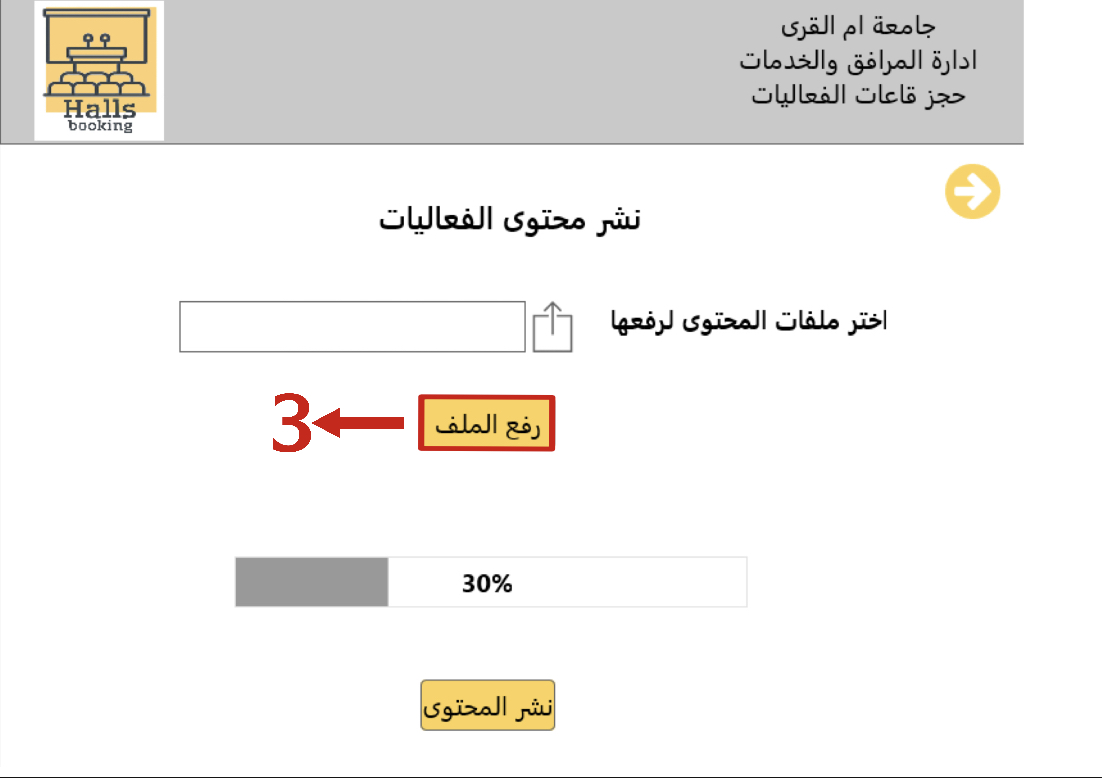 جامعة ام القرى
ادارة المرافق والخدمات
حجز قاعات الفعاليات
Halls
booking
نشر محتوى الفعاليات
اختر ملفات المحتوى لرفعها
رفع الملف
3
30%
نشر المحتوى